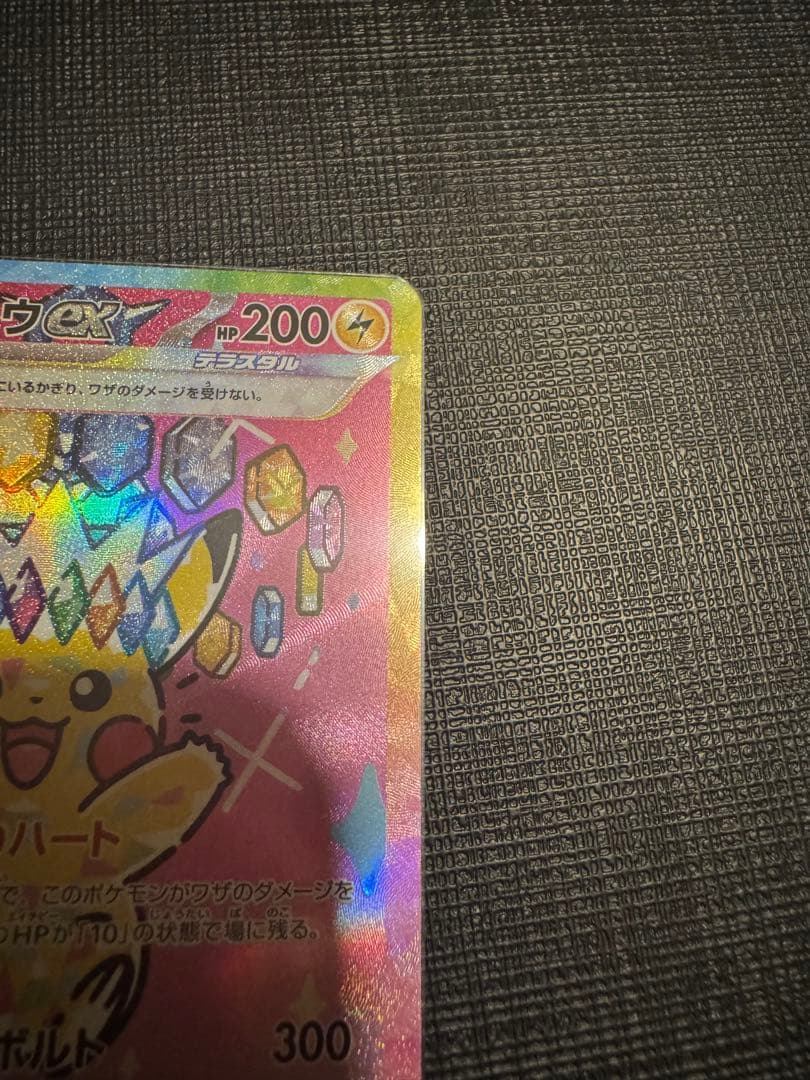 ウex HP200
テラスタル
いるかぎり、ワザのダメージを受けない。
ハート
で、このポケモンがワザのダメージを
HPが「10」の状態で場に残る。
ボルト 300